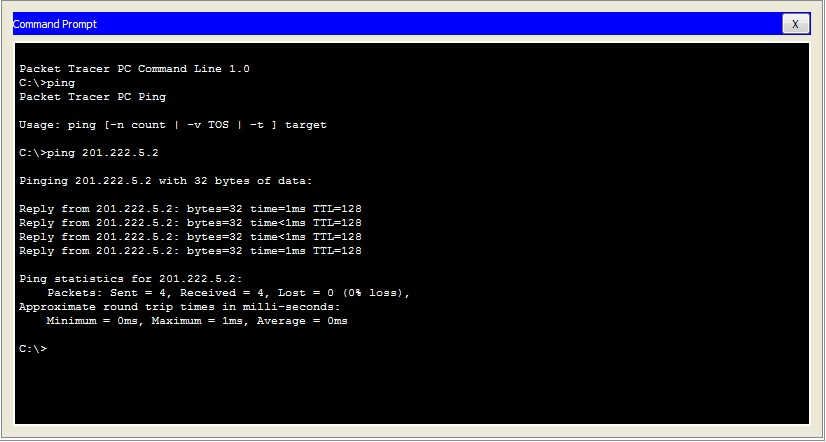 Command Prompt
X
Packet Tracer PC Command Line 1.0
C:\>ping
Packet Tracer PC Ping
Usage: ping [-n count | -v TOS | -t ] target
C:\>ping 201.222.5.2
Pinging 201.222.5.2 with 32 bytes of data:
Reply from 201.222.5.2: bytes=32 time=1ms TTL=128
Reply from 201.222.5.2: bytes=32 time<1ms TTL=128
Reply from 201.222.5.2: bytes=32 time<1ms TTL=128
Reply from 201.222.5.2: bytes=32 time=1ms TTL=128
Ping statistics for 201.222.5.2:
    Packets: Sent = 4, Received = 4, Lost = 0 (0% loss),
Approximate round trip times in milli-seconds:
    Minimum = 0ms, Maximum = 1ms, Average = 0ms
C:\>